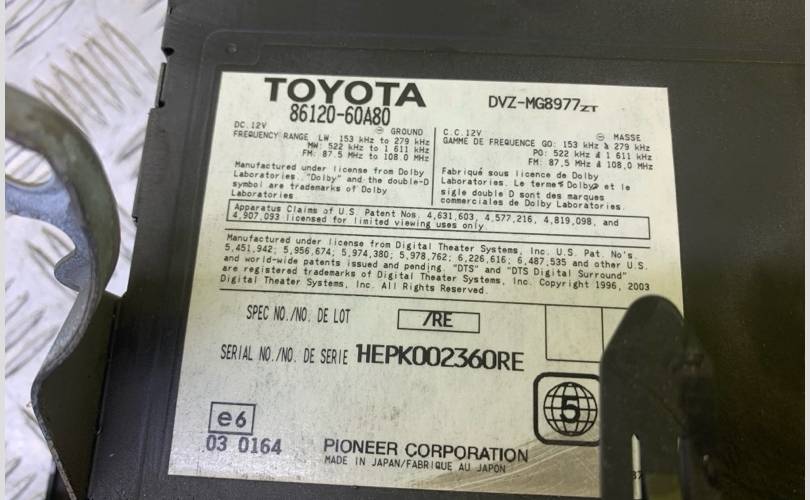 TOYOTA
86120-60A80
DVZ-MG8977ZT
DC.12V ⊖ GROUND
FREQUENCY RANGE LW: 153 kHz to 279 kHz
MW: 522 kHz to 1 611 kHz
FM: 87.5 MHz to 108.0 MHz
C.C.12V ⊖ MASSE
GAMME DE FREQUENCE GO: 153 kHz à 279 kHz
PO: 522 kHz à 1 611 kHz
FM: 87,5 MHz à 108,0 MHz
Manufactured under license from Dolby
Laboratories. "Dolby" and the double-D
symbol are trademarks of Dolby
Laboratories
Fabriqué sous licence de Dolby
Laboratories. Le terme Dolby et le
sigle double D sont des marques
commerciales de Dolby Laboratories.
Apparatus Claims of U.S. Patent Nos. 4,631,603, 4,577,216, 4,819,098, and
4,907,093 licensed for limited viewing uses only.
Manufactured under license from Digital Theater Systems, Inc. U.S. Pat. No's.
5,451,942; 5,956,674; 5,974,380; 5,978,762; 6,226,616; 6,487,535 and other U.S.
and world-wide patents issued and pending. "DTS" and "DTS Digital Surround"
are registered trademarks of Digital Theater Systems, Inc. Copyright 1996, 2003
Digital Theater Systems, Inc. All Rights Reserved.
SPEC NO./NO. DE LOT /RE
SERIAL NO./NO. DE SERIE 1HEPK002360RE
5
e6
03 0164
PIONEER CORPORATION
MADE IN JAPAN/FABRIQUE AU JAPON